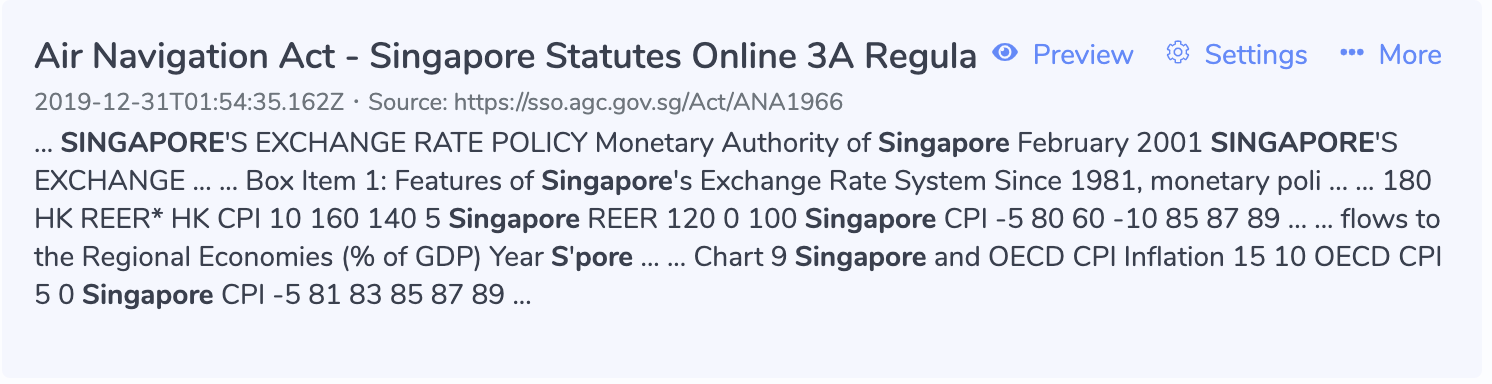 Air Navigation Act - Singapore Statutes Online 3A Regula Preview Settings More
2019-12-31T01:54:35.162Z · Source: https://sso.agc.gov.sg/Act/ANA1966
... SINGAPORE'S EXCHANGE RATE POLICY Monetary Authority of Singapore February 2001 SINGAPORE'S
EXCHANGE ... ... Box Item 1: Features of Singapore's Exchange Rate System Since 1981, monetary poli ... ... 180
HK REER* HK CPI 10 160 140 5 Singapore REER 120 0 100 Singapore CPI -5 80 60 -10 85 87 89 ... ... flows to
the Regional Economies (% of GDP) Year S'pore ... ... Chart 9 Singapore and OECD CPI Inflation 15 10 OECD CPI
5 0 Singapore CPI -5 81 83 85 87 89 ...